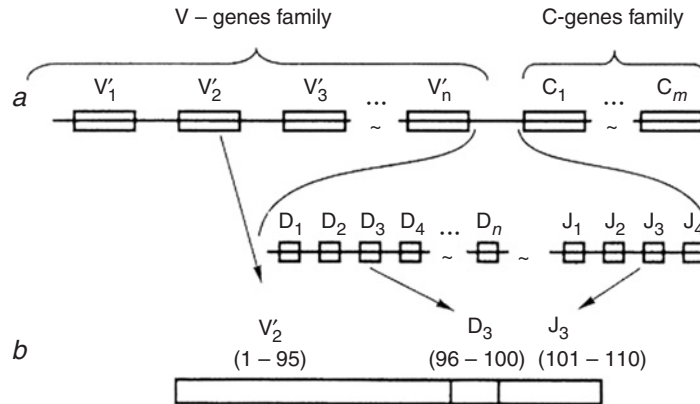 V – genes family C-genes family
a V′1 V′2 V′3 ... V′n C1 ... Cm
~ ~
D1 D2 D3 D4 ... Dn J1 J2 J3 J4
~ ~
V′2 D3 J3
b (1 – 95) (96 – 100) (101 – 110)